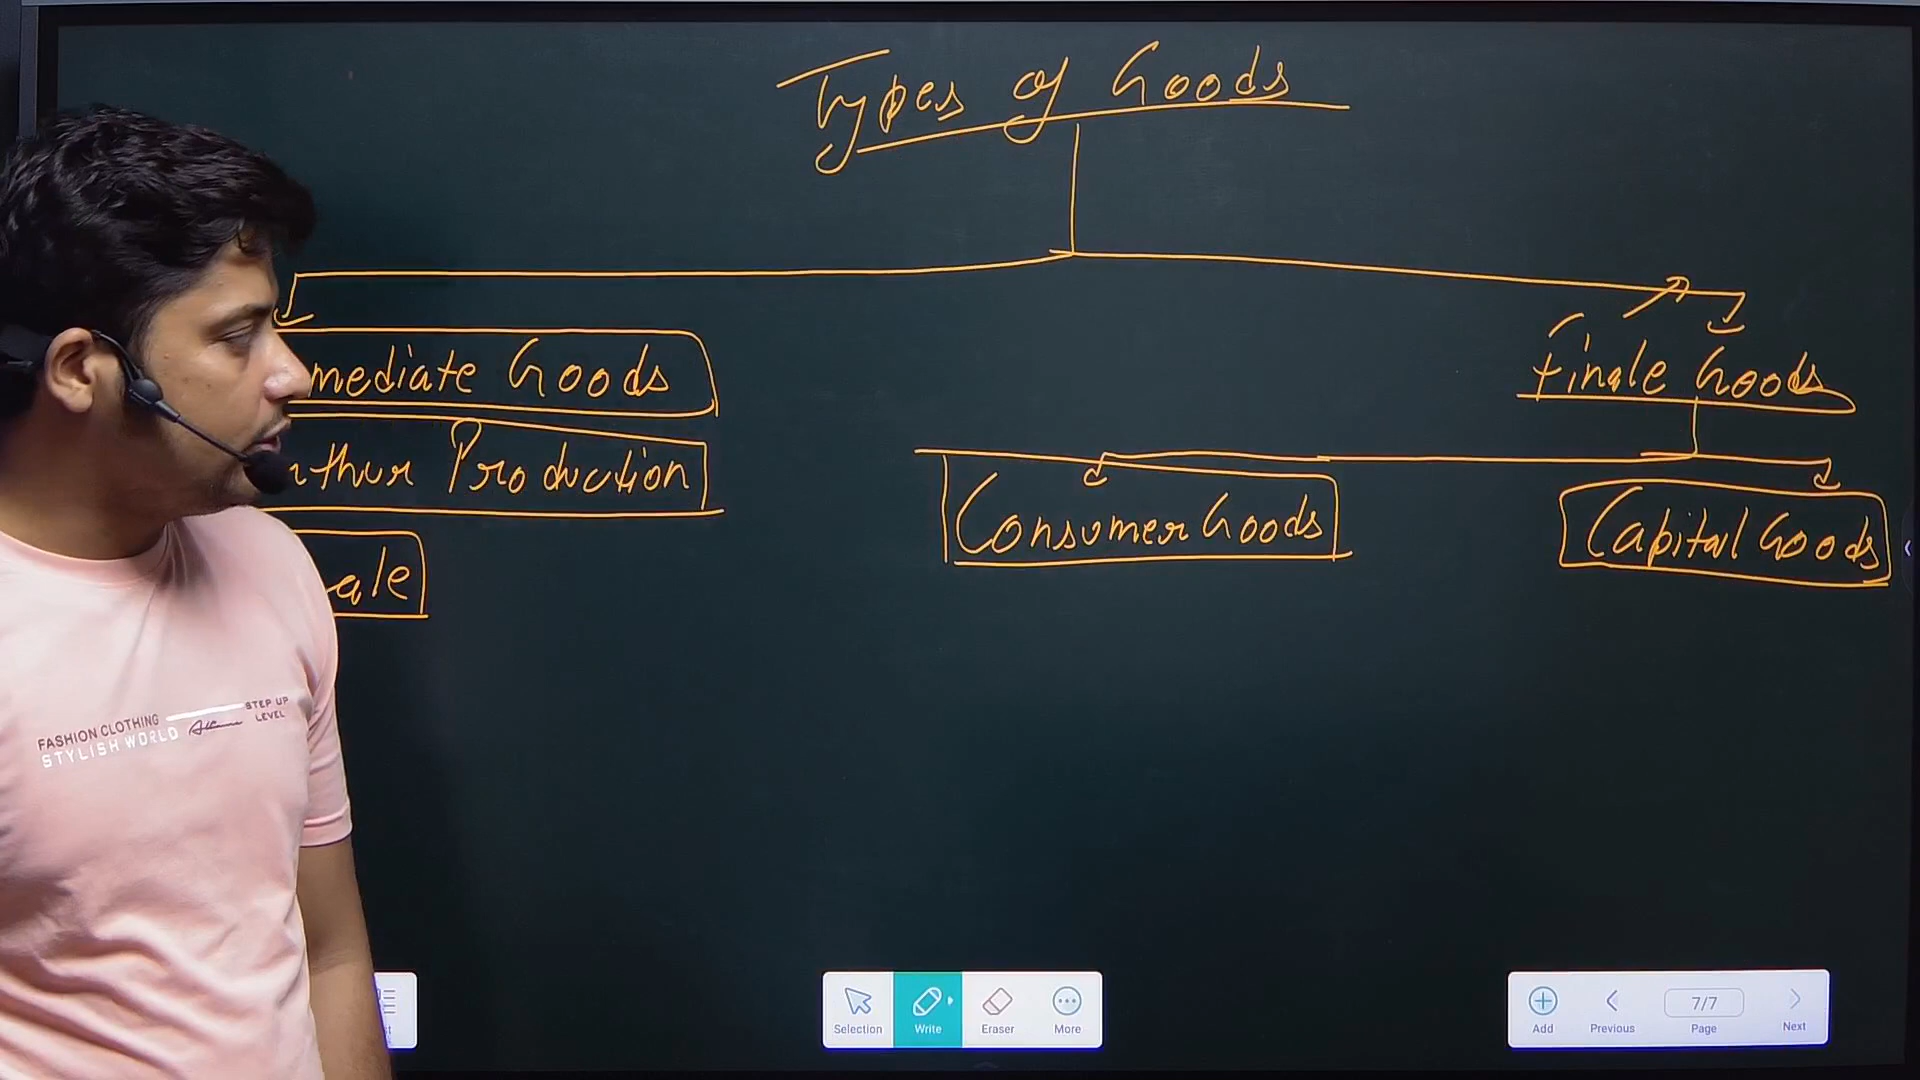 Types of Goods
mediate Goods
Finale Goods
rthur Production
Consumer Goods
Capital Goods
ale
FASHION CLOTHING
STEP UP
LEVEL
STYLISH WORLD
Selection
Write
Eraser
More
Add
Previous
7/7
Page
Next